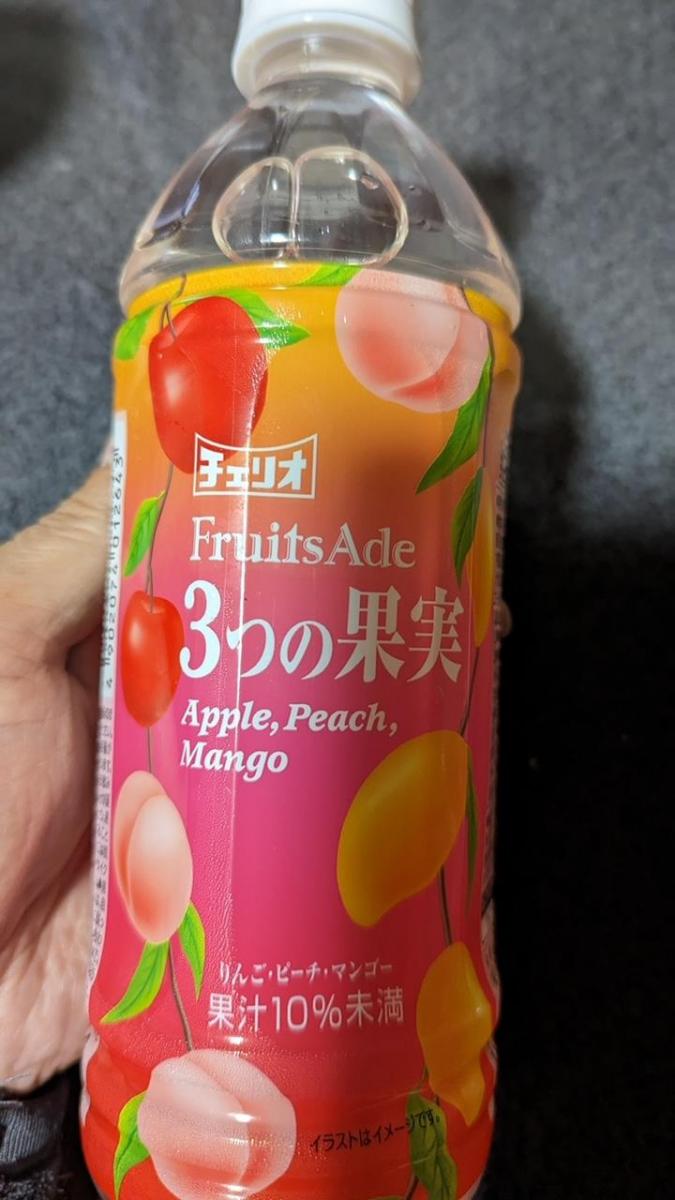 チェリオ
FruitsAde
3つの果実
Apple, Peach,
Mango
りんご・ピーチ・マンゴー
果汁10%未満
イラストはイメージです。